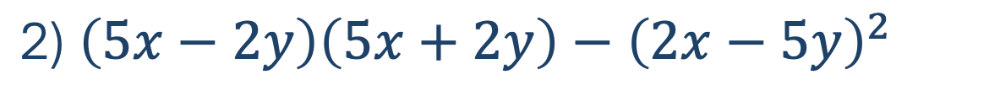 2) (5x − 2y)(5x + 2y) − (2x − 5y)²